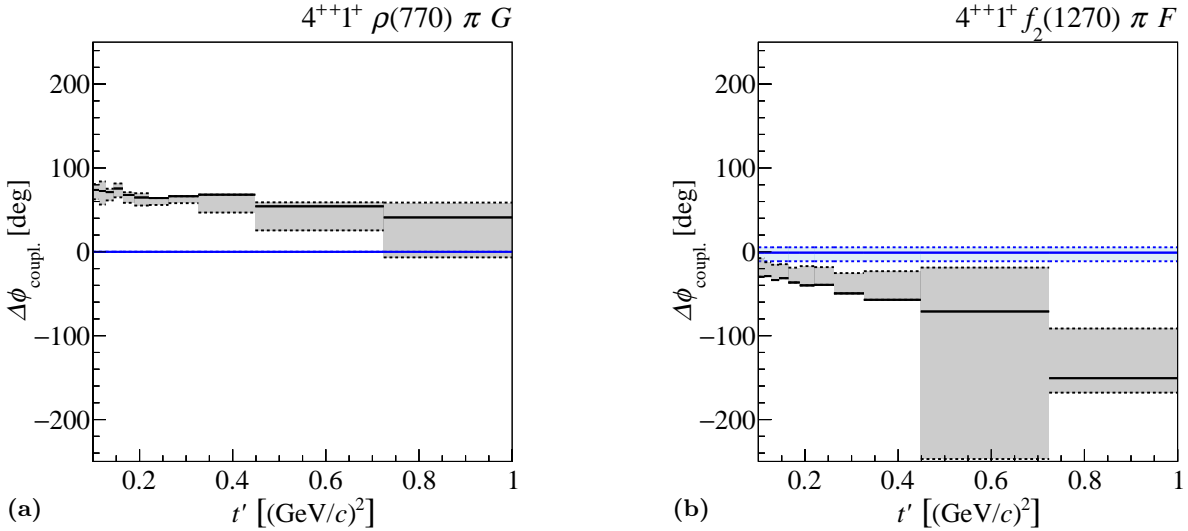 4⁺⁺1⁺ ρ(770) π G
200
100
0
−100
−200
Δϕcoupl. [deg]
0.2 0.4 0.6 0.8 1
t′ [(GeV/c)²]
(a)
4⁺⁺1⁺ f₂(1270) π F
200
100
0
−100
−200
Δϕcoupl. [deg]
0.2 0.4 0.6 0.8 1
t′ [(GeV/c)²]
(b)